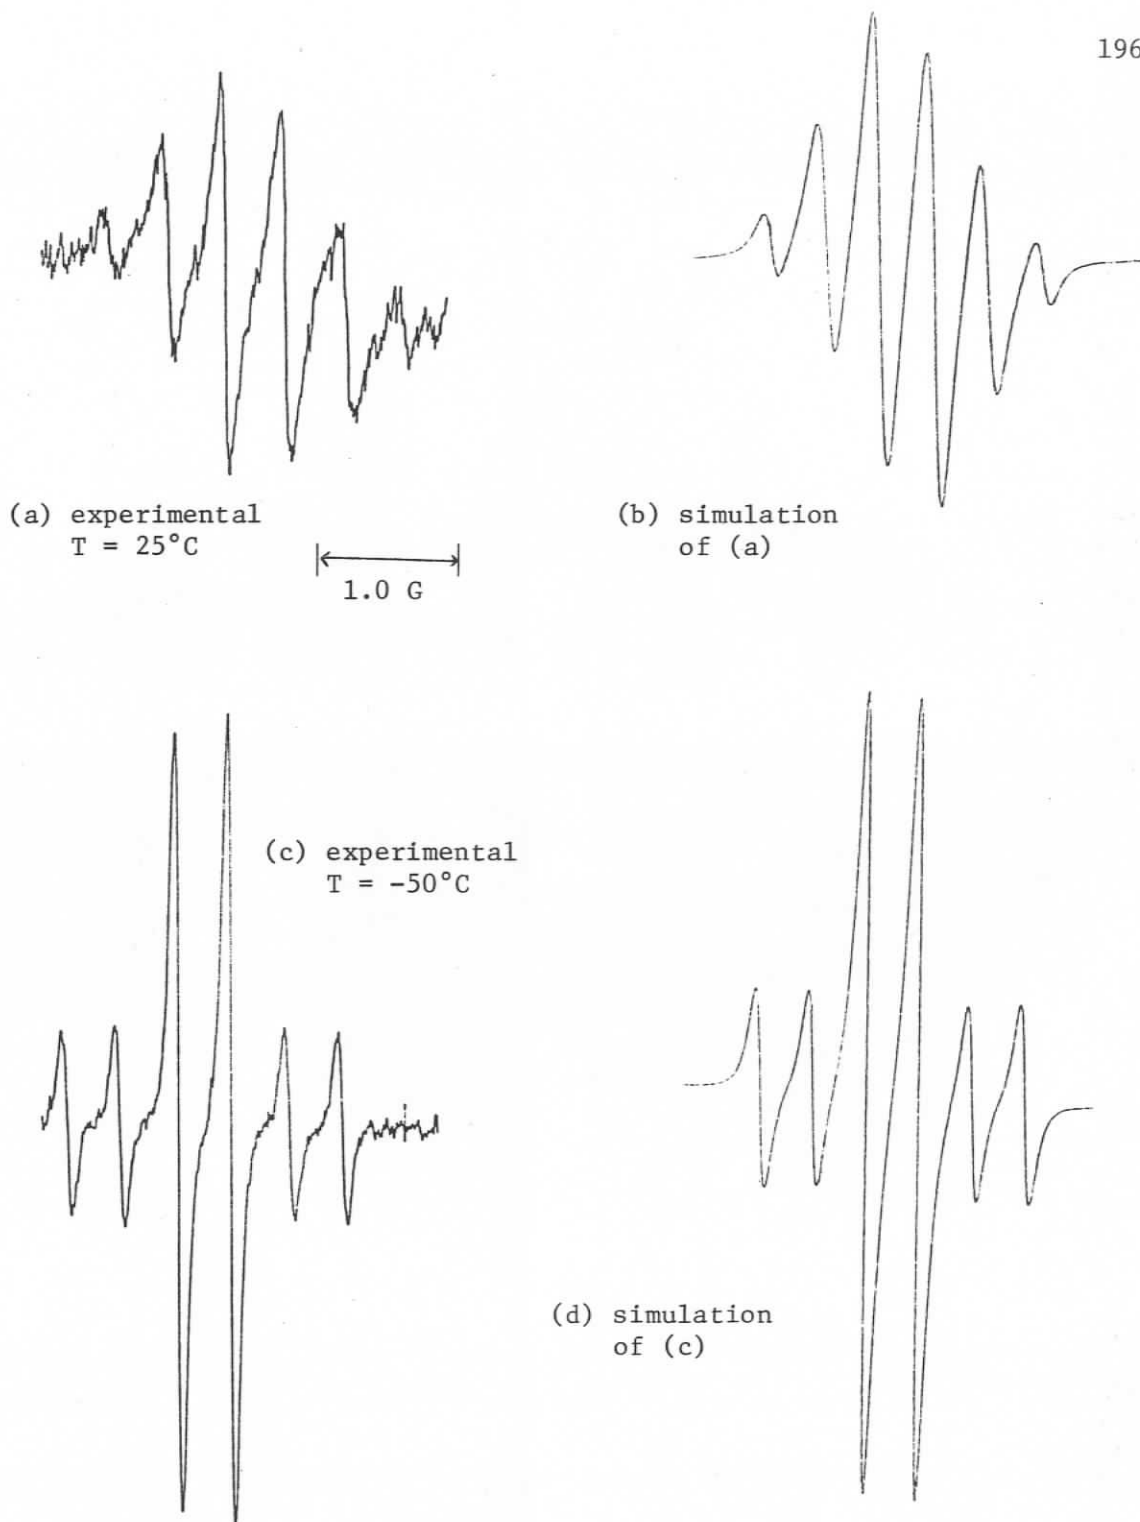 196
(a) experimental
T = 25°C
(b) simulation
of (a)
1.0 G
(c) experimental
T = -50°C
(d) simulation
of (c)